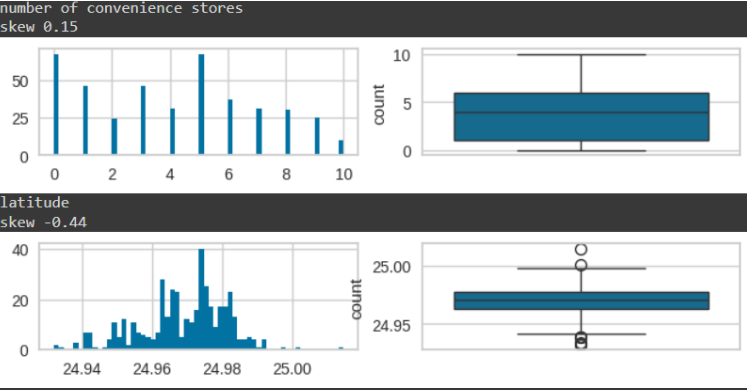 number of convenience stores
skew 0.15
50
25
0
0 2 4 6 8 10
count
10
5
0
latitude
skew -0.44
40
20
0
24.94 24.96 24.98 25.00
count
25.00
24.95